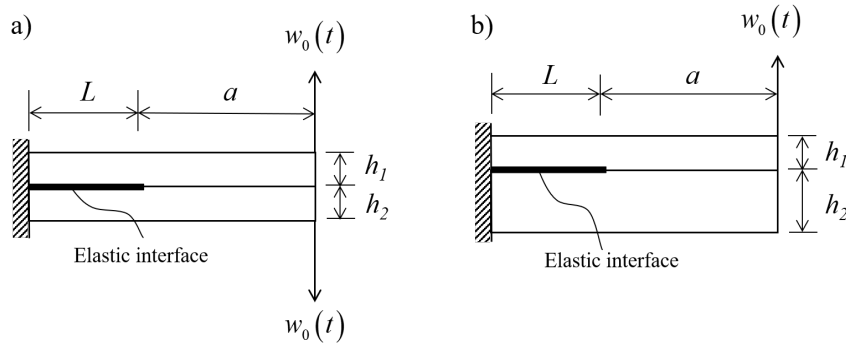 a)
w₀(t)
L
a
h₁
h₂
Elastic interface
w₀(t)
b)
w₀(t)
L
a
h₁
h₂
Elastic interface